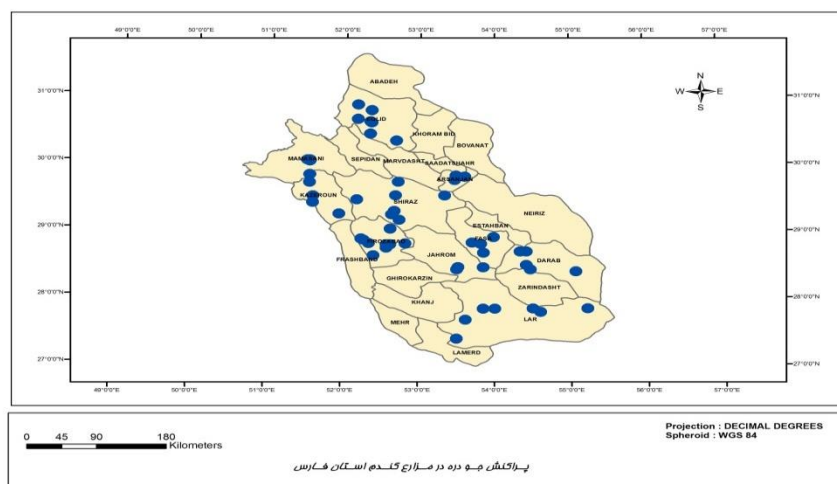 49°0'0"E 50°0'0"E 51°0'0"E 52°0'0"E 53°0'0"E 54°0'0"E 55°0'0"E 56°0'0"E 57°0'0"E
N
W E
S
31°0'0"N
31°0'0"N
30°0'0"N
30°0'0"N
29°0'0"N
29°0'0"N
28°0'0"N
28°0'0"N
27°0'0"N
27°0'0"N
ABADEH
KHORAM BID
BOVANAT
MAMASANI
SEPIDAN
MARVDASHT
SAADATSHAHR
SHIRAZ
NEIRIZ
ESTAHBAN
FRASHBAND
JAHROM
DARAB
GHIROKARZIN
ZARINDASHT
KHANJ
MEHR
LAR
LAMERD
49°0'0"E 50°0'0"E 51°0'0"E 52°0'0"E 53°0'0"E 54°0'0"E 55°0'0"E 56°0'0"E 57°0'0"E
0 45 90 180
Kilometers
Projection : DECIMAL DEGREES
Spheroid : WGS 84
پراکنش جو دره در مزارع گندم استان فارس